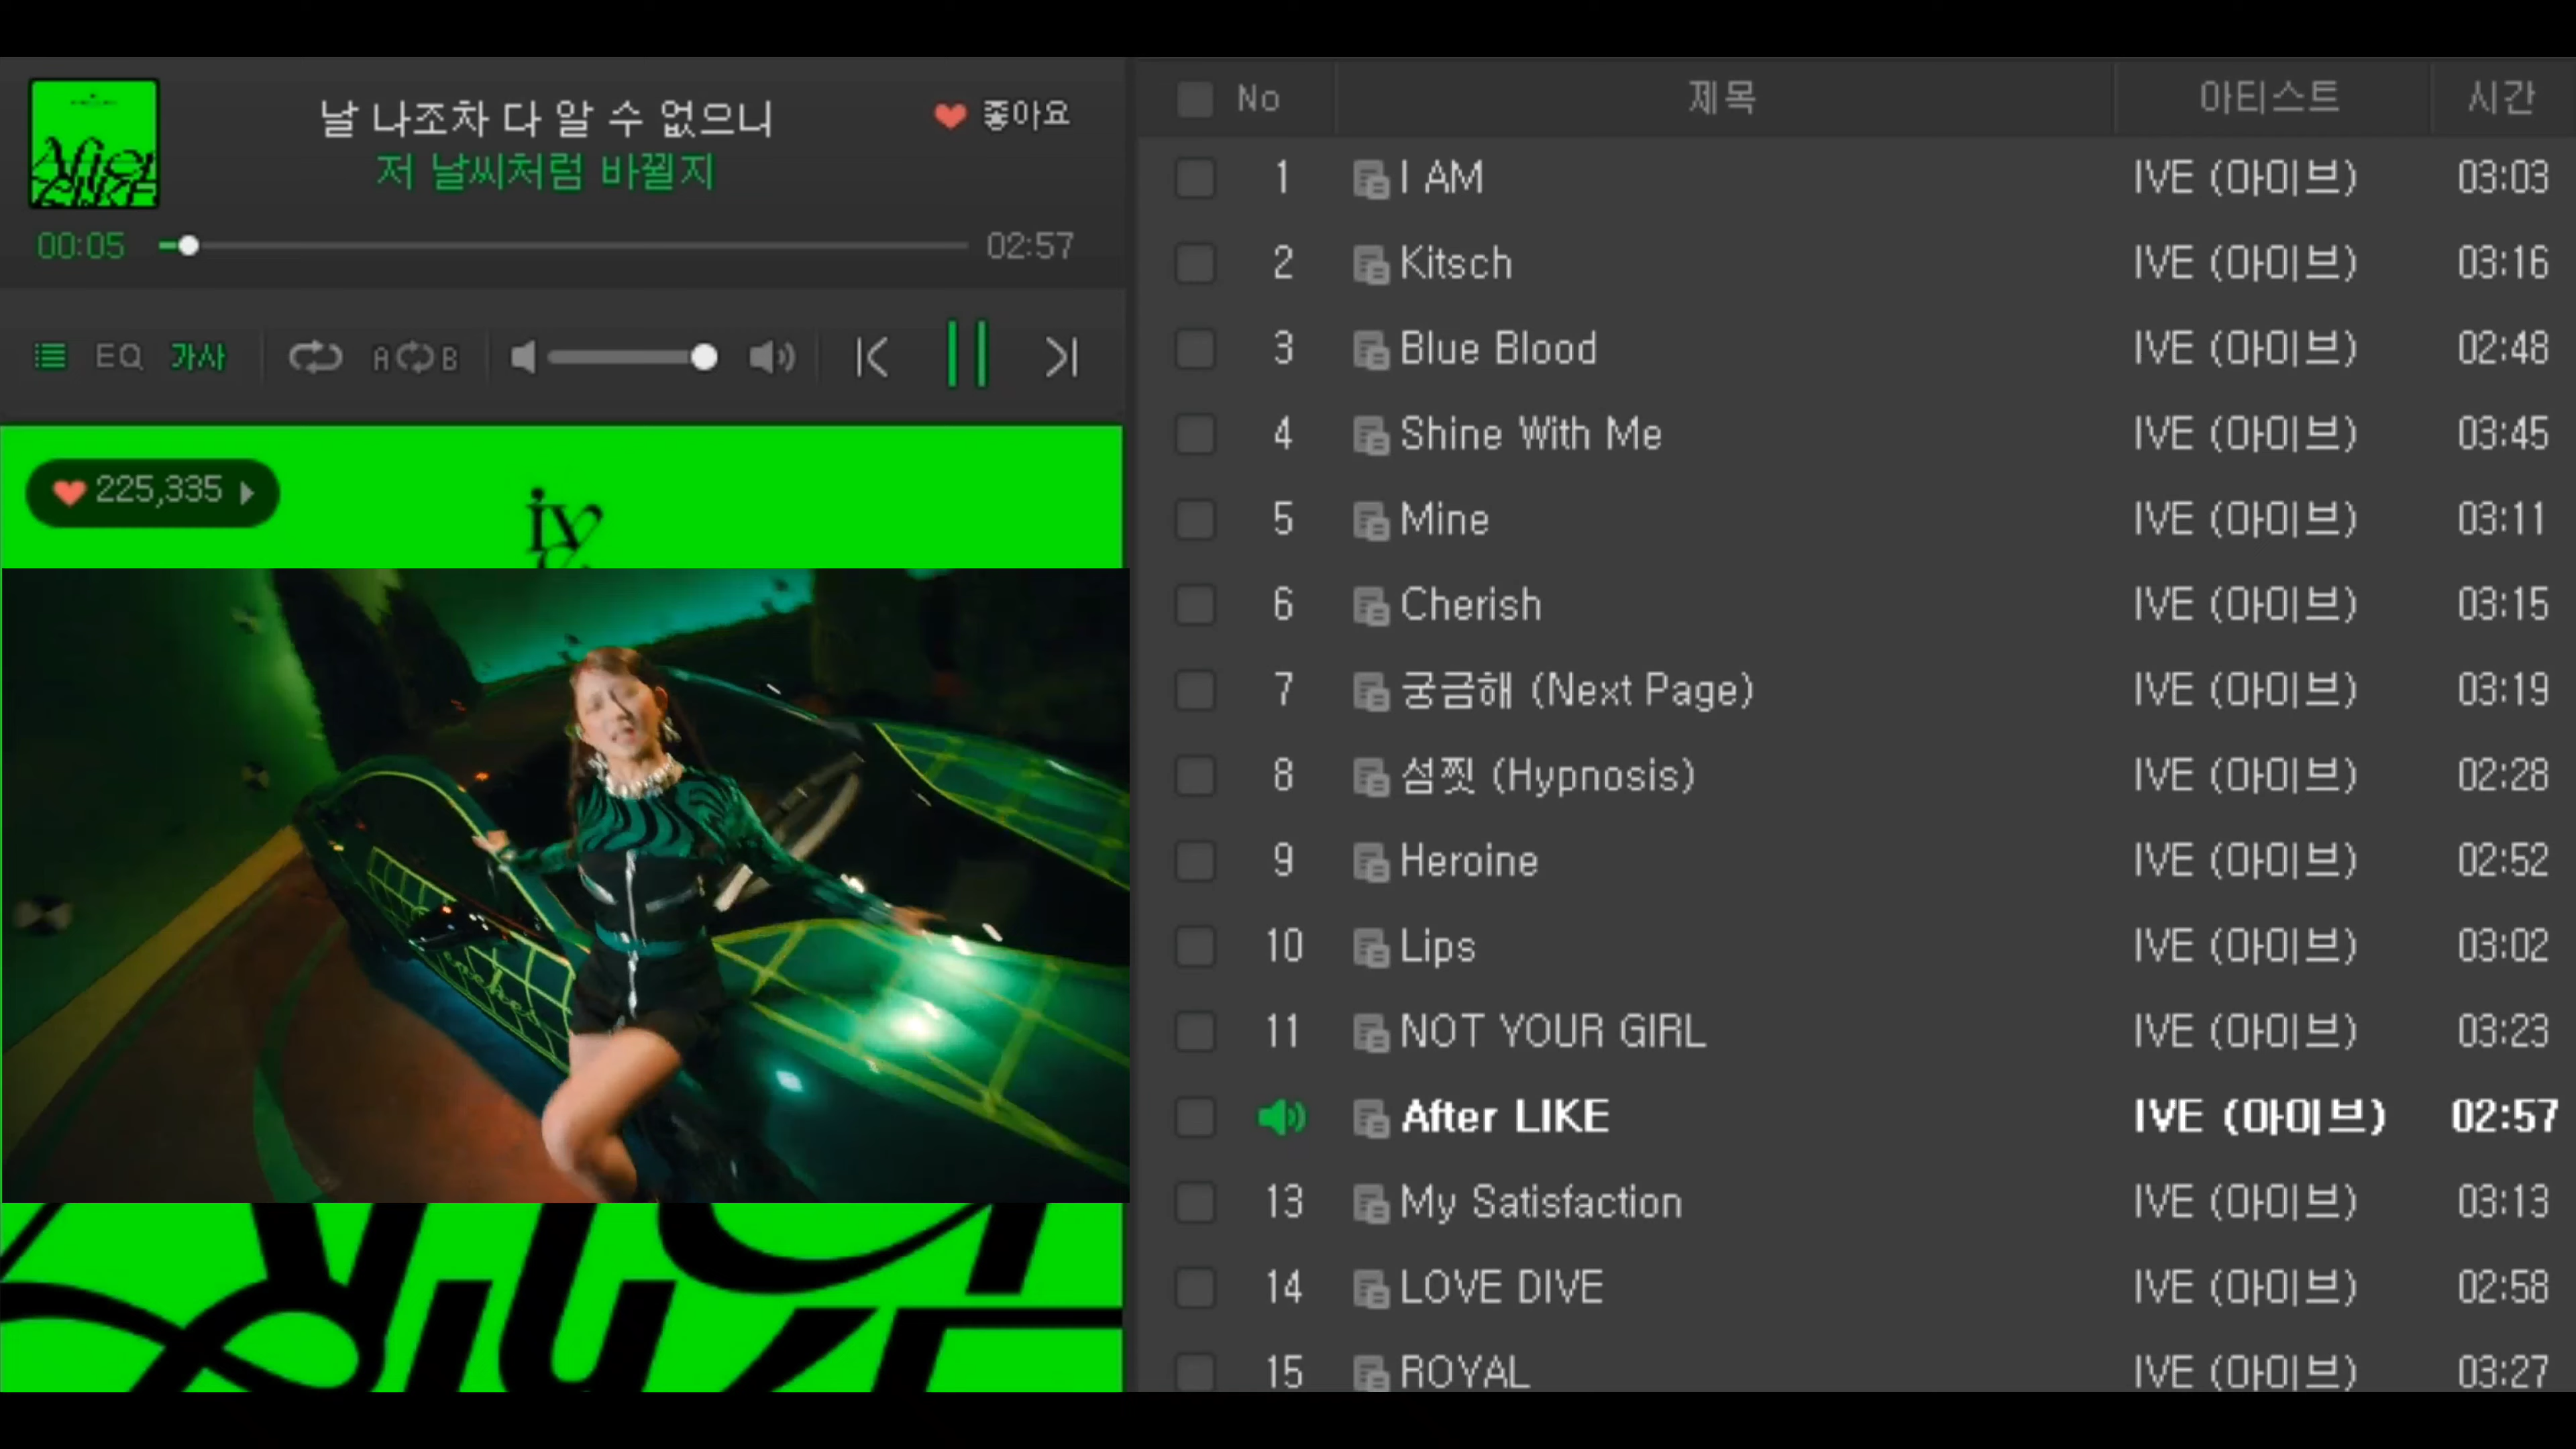 날 나조차 다 알 수 없으니
저 날씨처럼 바뀔지
좋아요
00:05
02:57
EQ 가사
A B
225,335
ive
After
LIKE
No 제목 아티스트 시간
1 I AM IVE (아이브) 03:03
2 Kitsch IVE (아이브) 03:16
3 Blue Blood IVE (아이브) 02:48
4 Shine With Me IVE (아이브) 03:45
5 Mine IVE (아이브) 03:11
6 Cherish IVE (아이브) 03:15
7 궁금해 (Next Page) IVE (아이브) 03:19
8 섬찟 (Hypnosis) IVE (아이브) 02:28
9 Heroine IVE (아이브) 02:52
10 Lips IVE (아이브) 03:02
11 NOT YOUR GIRL IVE (아이브) 03:23
After LIKE IVE (아이브) 02:57
13 My Satisfaction IVE (아이브) 03:13
14 LOVE DIVE IVE (아이브) 02:58
15 ROYAL IVE (아이브) 03:27